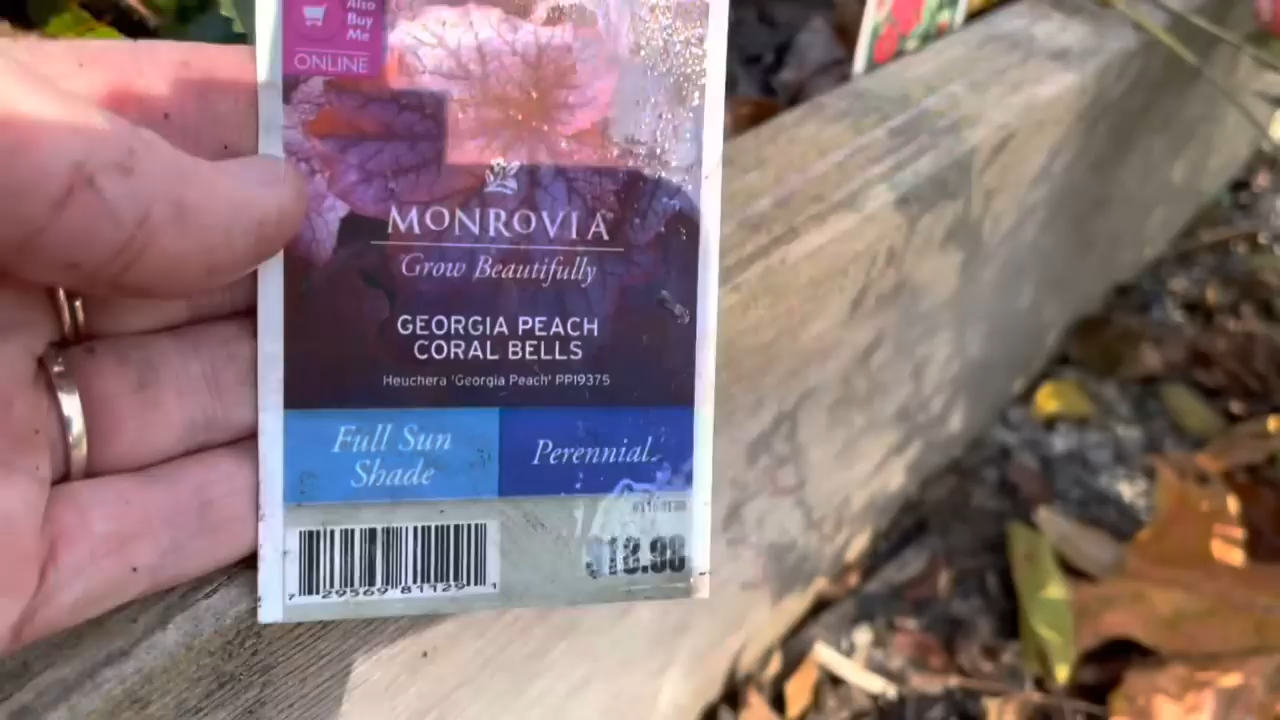 Also
Buy
Me
ONLINE
MONROVIA
Grow Beautifully
GEORGIA PEACH
CORAL BELLS
Heuchera 'Georgia Peach' PP19375
Full Sun
Shade
Perennial
7 29569 81129 1